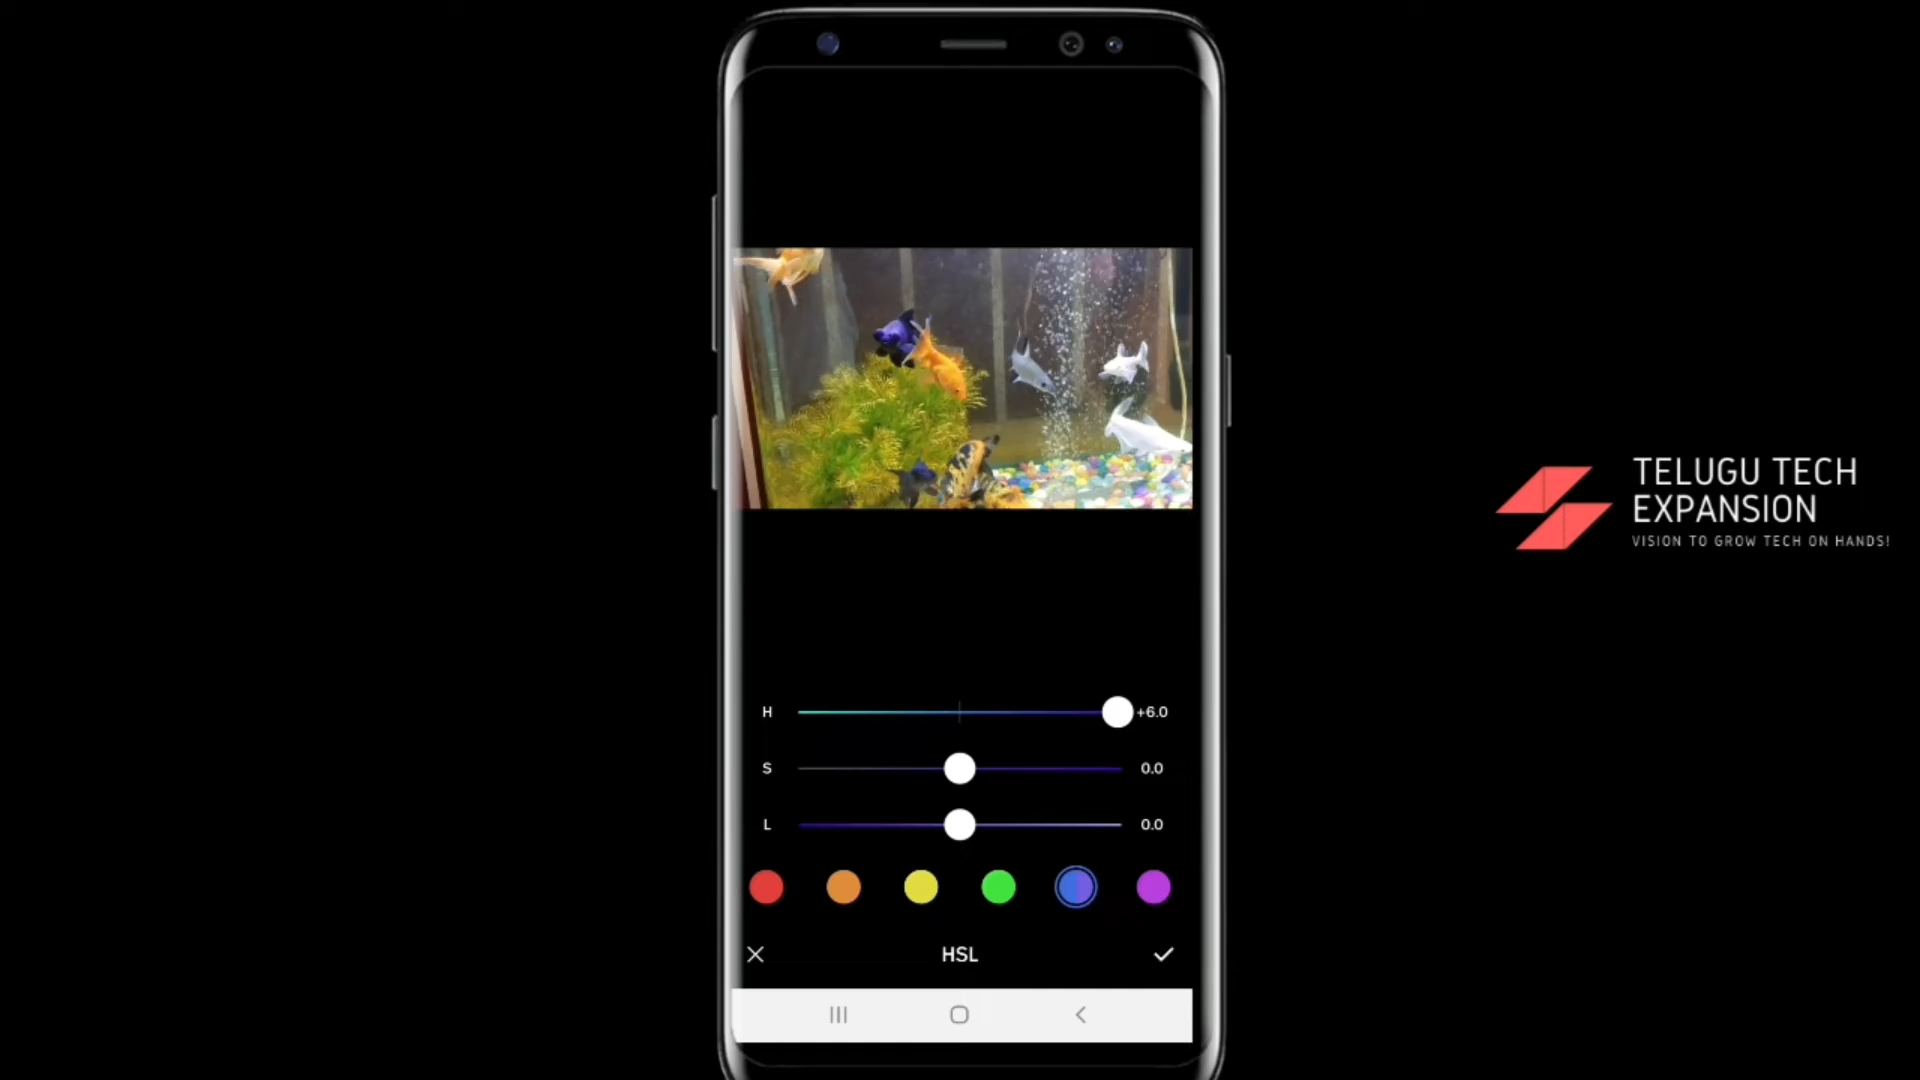 TELUGU TECH
EXPANSION
VISION TO GROW TECH ON HANDS!
H +6.0
S 0.0
L 0.0
HSL